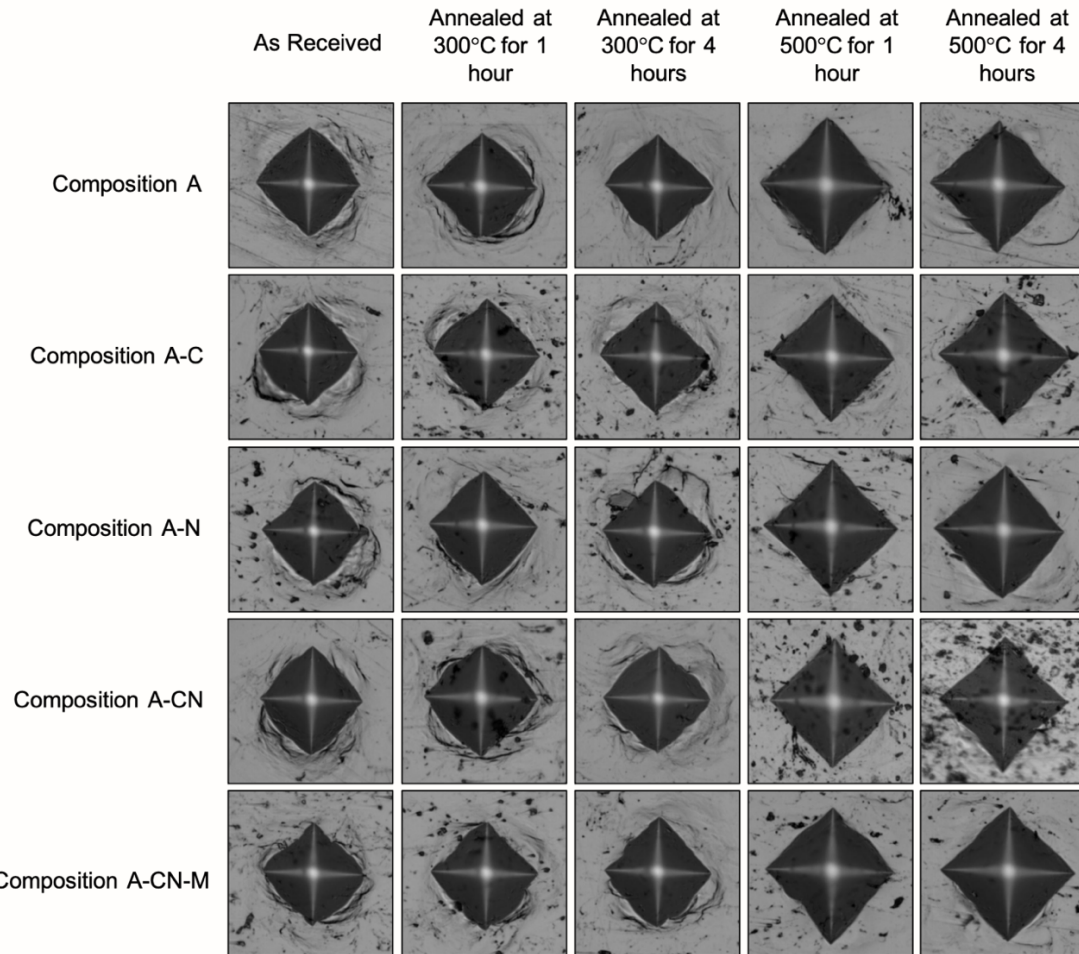 As Received
Annealed at
300°C for 1
hour
Annealed at
300°C for 4
hours
Annealed at
500°C for 1
hour
Annealed at
500°C for 4
hours
Composition A
Composition A-C
Composition A-N
Composition A-CN
Composition A-CN-M